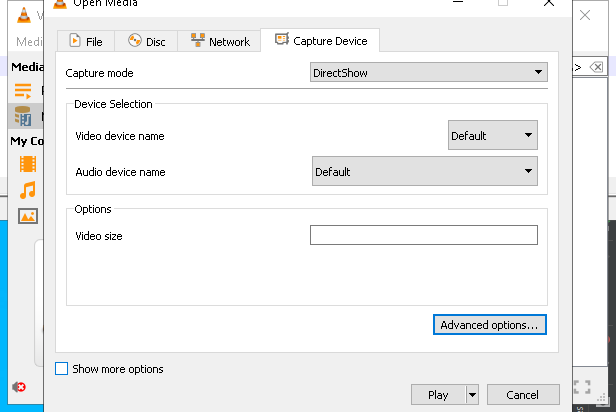 Open Media
Medi
File
Disc
Network
Capture Device
Media
Capture mode
DirectShow
Device Selection
Video device name
Default
My Co
Audio device name
Default
Options
Video size
Advanced options...
Show more options
Play
Cancel